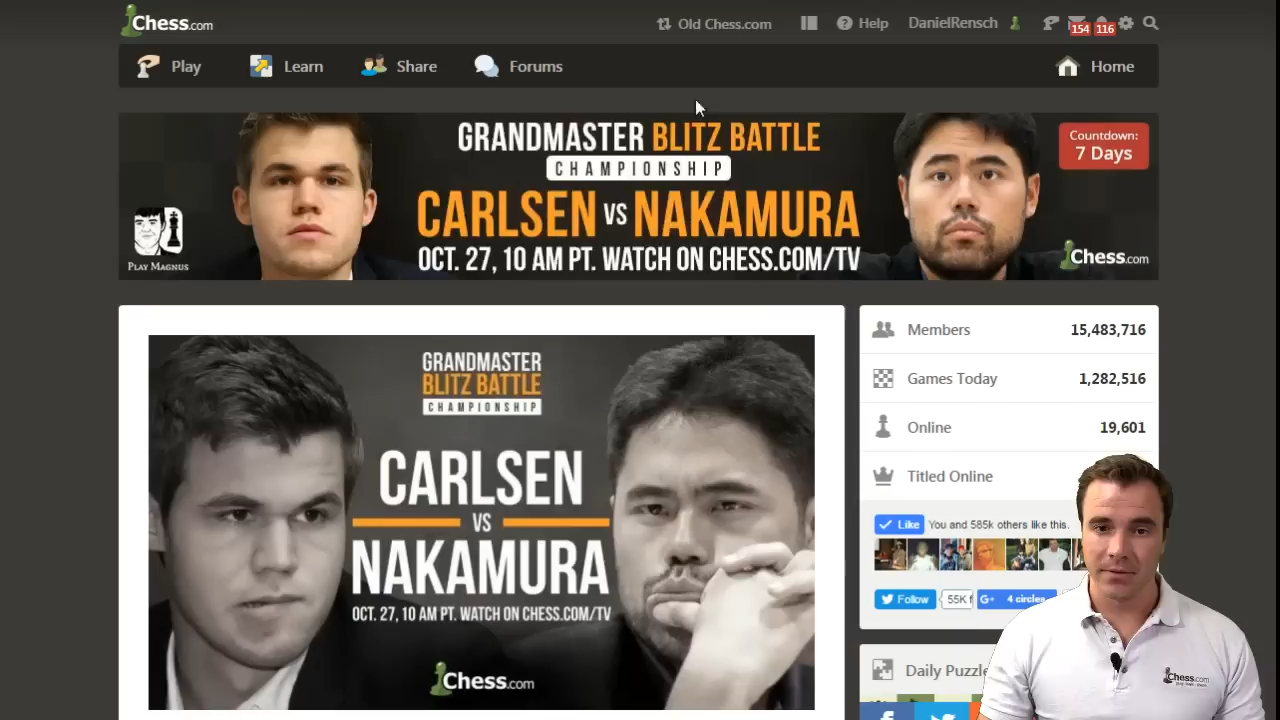 Chess.com
Old Chess.com
Help
DanielRensch
154
116
Play
Learn
Share
Forums
Home
GRANDMASTER BLITZ BATTLE
CHAMPIONSHIP
CARLSEN VS NAKAMURA
OCT. 27, 10 AM PT. WATCH ON CHESS.COM/TV
Countdown:
7 Days
PLAY MAGNUS
Chess.com
GRANDMASTER
BLITZ BATTLE
CHAMPIONSHIP
CARLSEN
VS
NAKAMURA
OCT. 27, 10 AM PT. WATCH ON CHESS.COM/TV
Chess.com
Members 15,483,716
Games Today 1,282,516
Online 19,601
Titled Online
Like You and 585k others like this.
Follow 55K f G+ 4 circles
Daily Puzzle
Chess.com